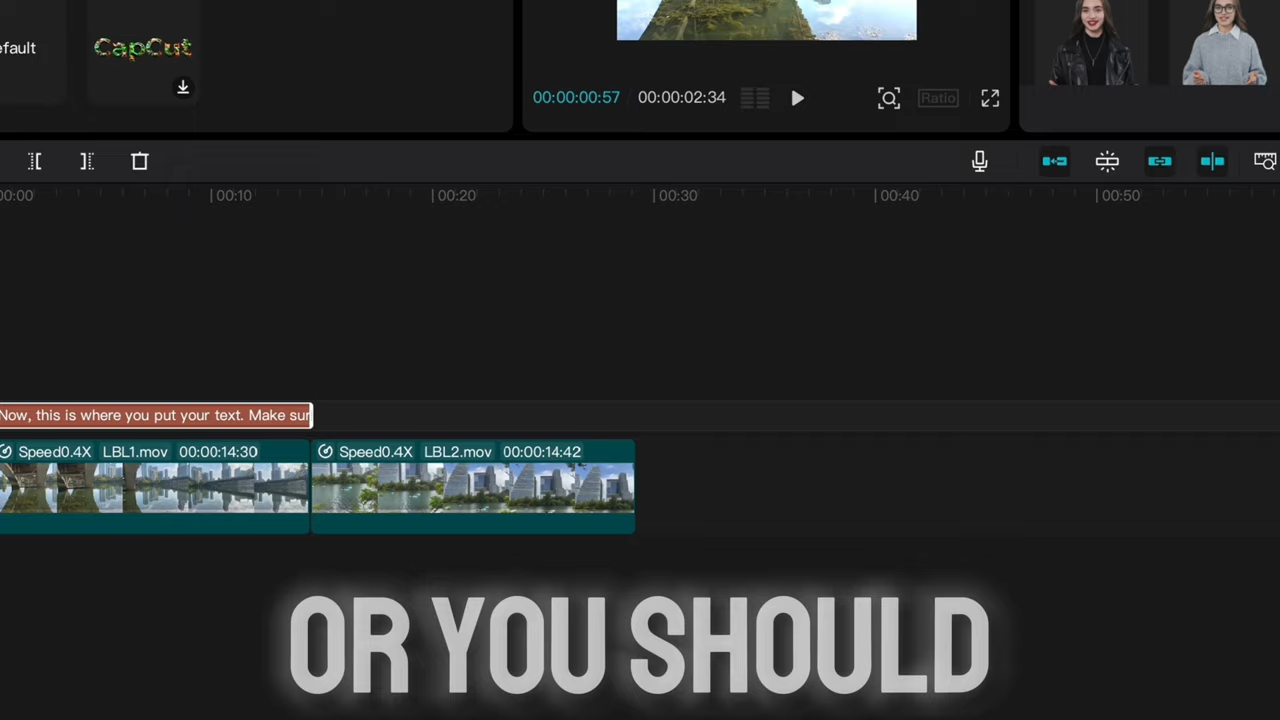 efault
CapCut
00:00:00:57 00:00:02:34
Ratio
00:00 00:10 00:20 00:30 00:40 00:50
Now, this is where you put your text. Make sur
Speed0.4X LBL1.mov 00:00:14:30
Speed0.4X LBL2.mov 00:00:14:42
OR YOU SHOULD